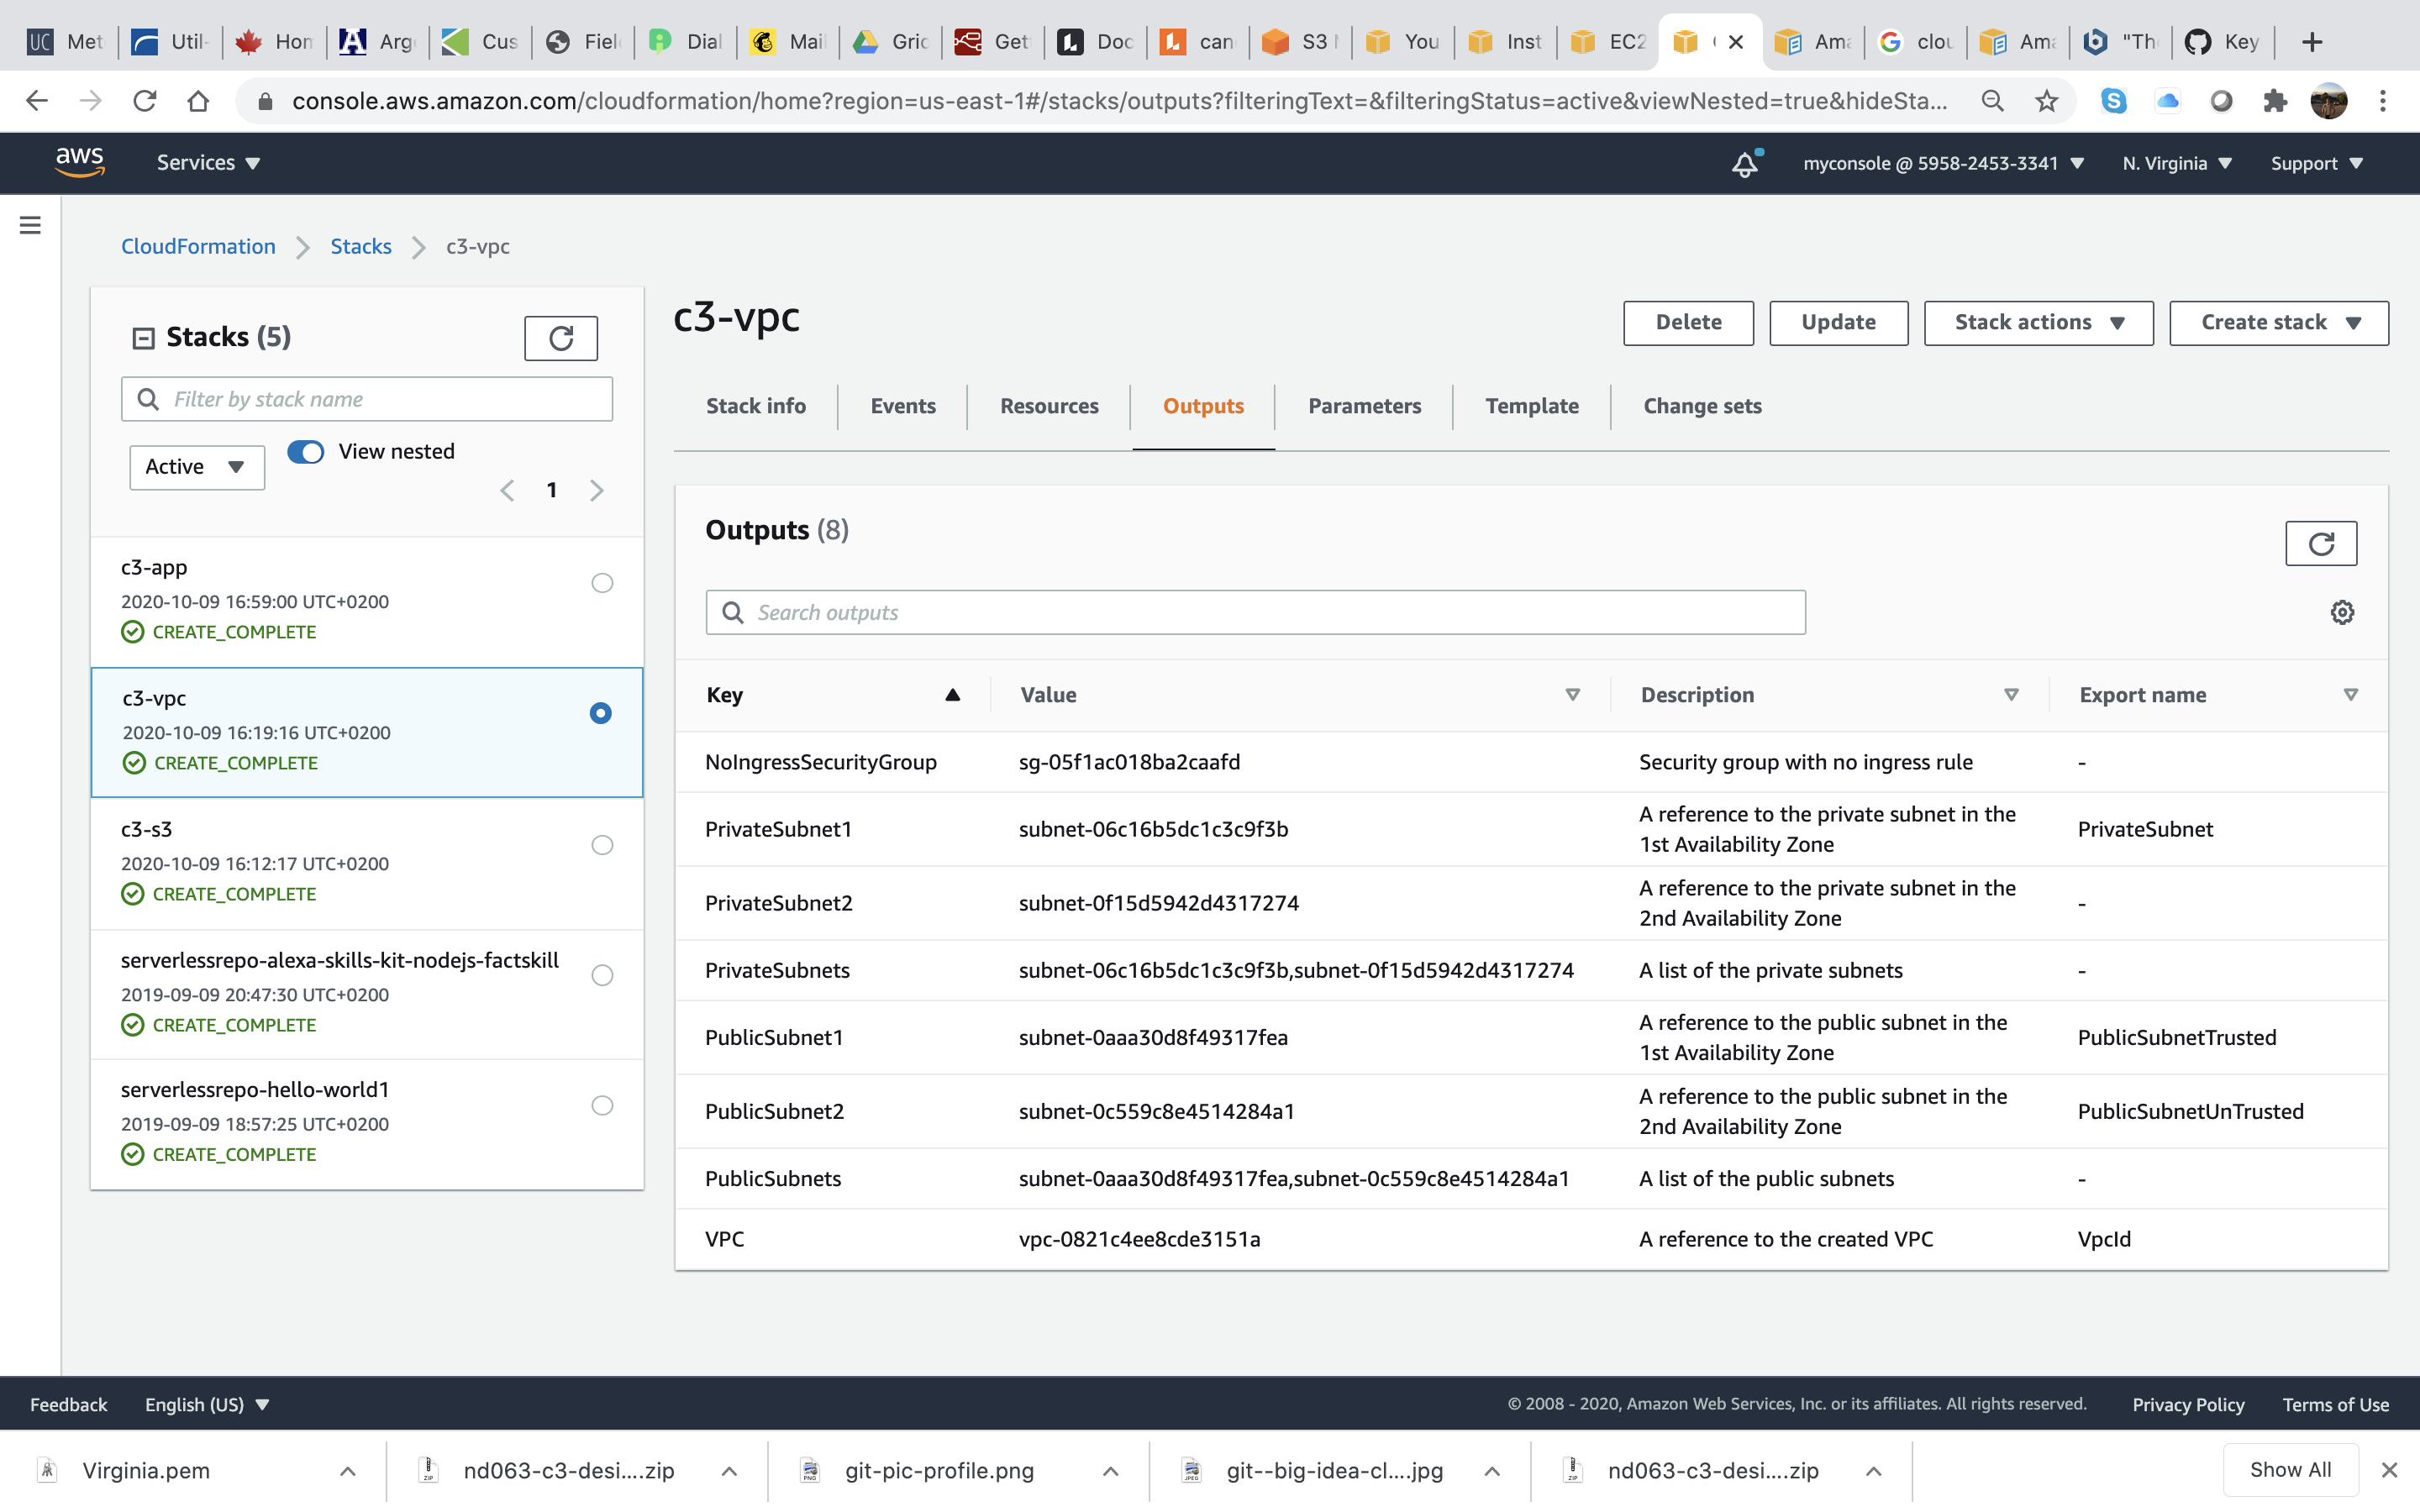 UC Met Util- Hom Arg Cus Fiel Dial Mail Gric Get Doc can S3 You Inst EC2 Ama clou Ama "Th Key
console.aws.amazon.com/cloudformation/home?region=us-east-1#/stacks/outputs?filteringText=&filteringStatus=active&viewNested=true&hideSta...
aws Services myconsole @ 5958-2453-3341 N. Virginia Support
CloudFormation Stacks c3-vpc
Stacks (5)
Filter by stack name
Active View nested
1
c3-app
2020-10-09 16:59:00 UTC+0200
CREATE_COMPLETE
c3-vpc
2020-10-09 16:19:16 UTC+0200
CREATE_COMPLETE
c3-s3
2020-10-09 16:12:17 UTC+0200
CREATE_COMPLETE
serverlessrepo-alexa-skills-kit-nodejs-factskill
2019-09-09 20:47:30 UTC+0200
CREATE_COMPLETE
serverlessrepo-hello-world1
2019-09-09 18:57:25 UTC+0200
CREATE_COMPLETE
c3-vpc
Delete Update Stack actions Create stack
Stack info Events Resources Outputs Parameters Template Change sets
Outputs (8)
Search outputs
Key Value Description Export name
NoIngressSecurityGroup sg-05f1ac018ba2caafd Security group with no ingress rule -
PrivateSubnet1 subnet-06c16b5dc1c3c9f3b A reference to the private subnet in the
1st Availability Zone PrivateSubnet
PrivateSubnet2 subnet-0f15d5942d4317274 A reference to the private subnet in the
2nd Availability Zone -
PrivateSubnets subnet-06c16b5dc1c3c9f3b,subnet-0f15d5942d4317274 A list of the private subnets -
PublicSubnet1 subnet-0aaa30d8f49317fea A reference to the public subnet in the
1st Availability Zone PublicSubnetTrusted
PublicSubnet2 subnet-0c559c8e4514284a1 A reference to the public subnet in the
2nd Availability Zone PublicSubnetUnTrusted
PublicSubnets subnet-0aaa30d8f49317fea,subnet-0c559c8e4514284a1 A list of the public subnets -
VPC vpc-0821c4ee8cde3151a A reference to the created VPC VpcId
Feedback English (US) © 2008 - 2020, Amazon Web Services, Inc. or its affiliates. All rights reserved. Privacy Policy Terms of Use
Virginia.pem nd063-c3-desi....zip git-pic-profile.png git--big-idea-cl....jpg nd063-c3-desi....zip Show All